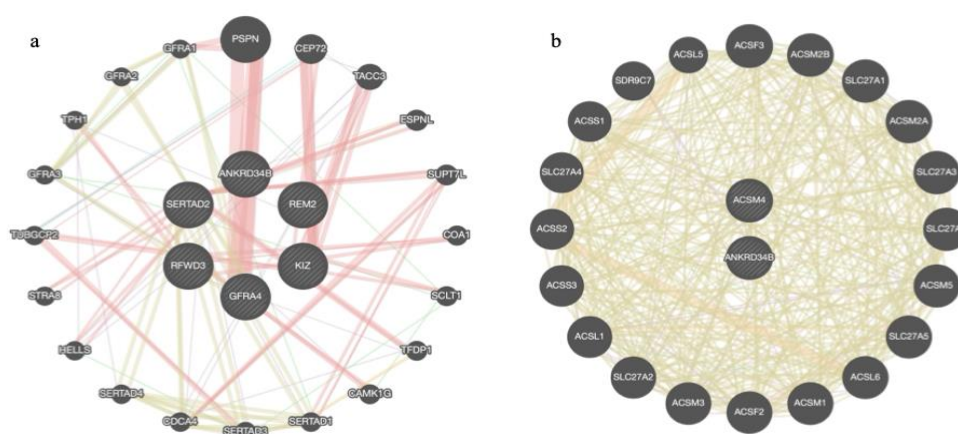 a
PSPN
GFRA1
CEP72
GFRA2
TACC3
TPH1
ESPNL
GFRA3
SUPT7L
ANKRD34B
SERTAD2
REM2
TUBGCP2
COA1
RFWD3
KIZ
GFRA4
STRA8
SCLT1
HELLS
TFDP1
SERTAD4
CAMK1G
CDCA4
SERTAD3
SERTAD1
b
ACSF3
ACSL5
ACSM2B
SDR9C7
SLC27A1
ACSS1
ACSM2A
SLC27A4
SLC27A3
ACSM4
ACSS2
SLC27A
ANKRD34B
ACSS3
ACSM5
ACSL1
SLC27A5
SLC27A2
ACSL6
ACSM3
ACSF2
ACSM1